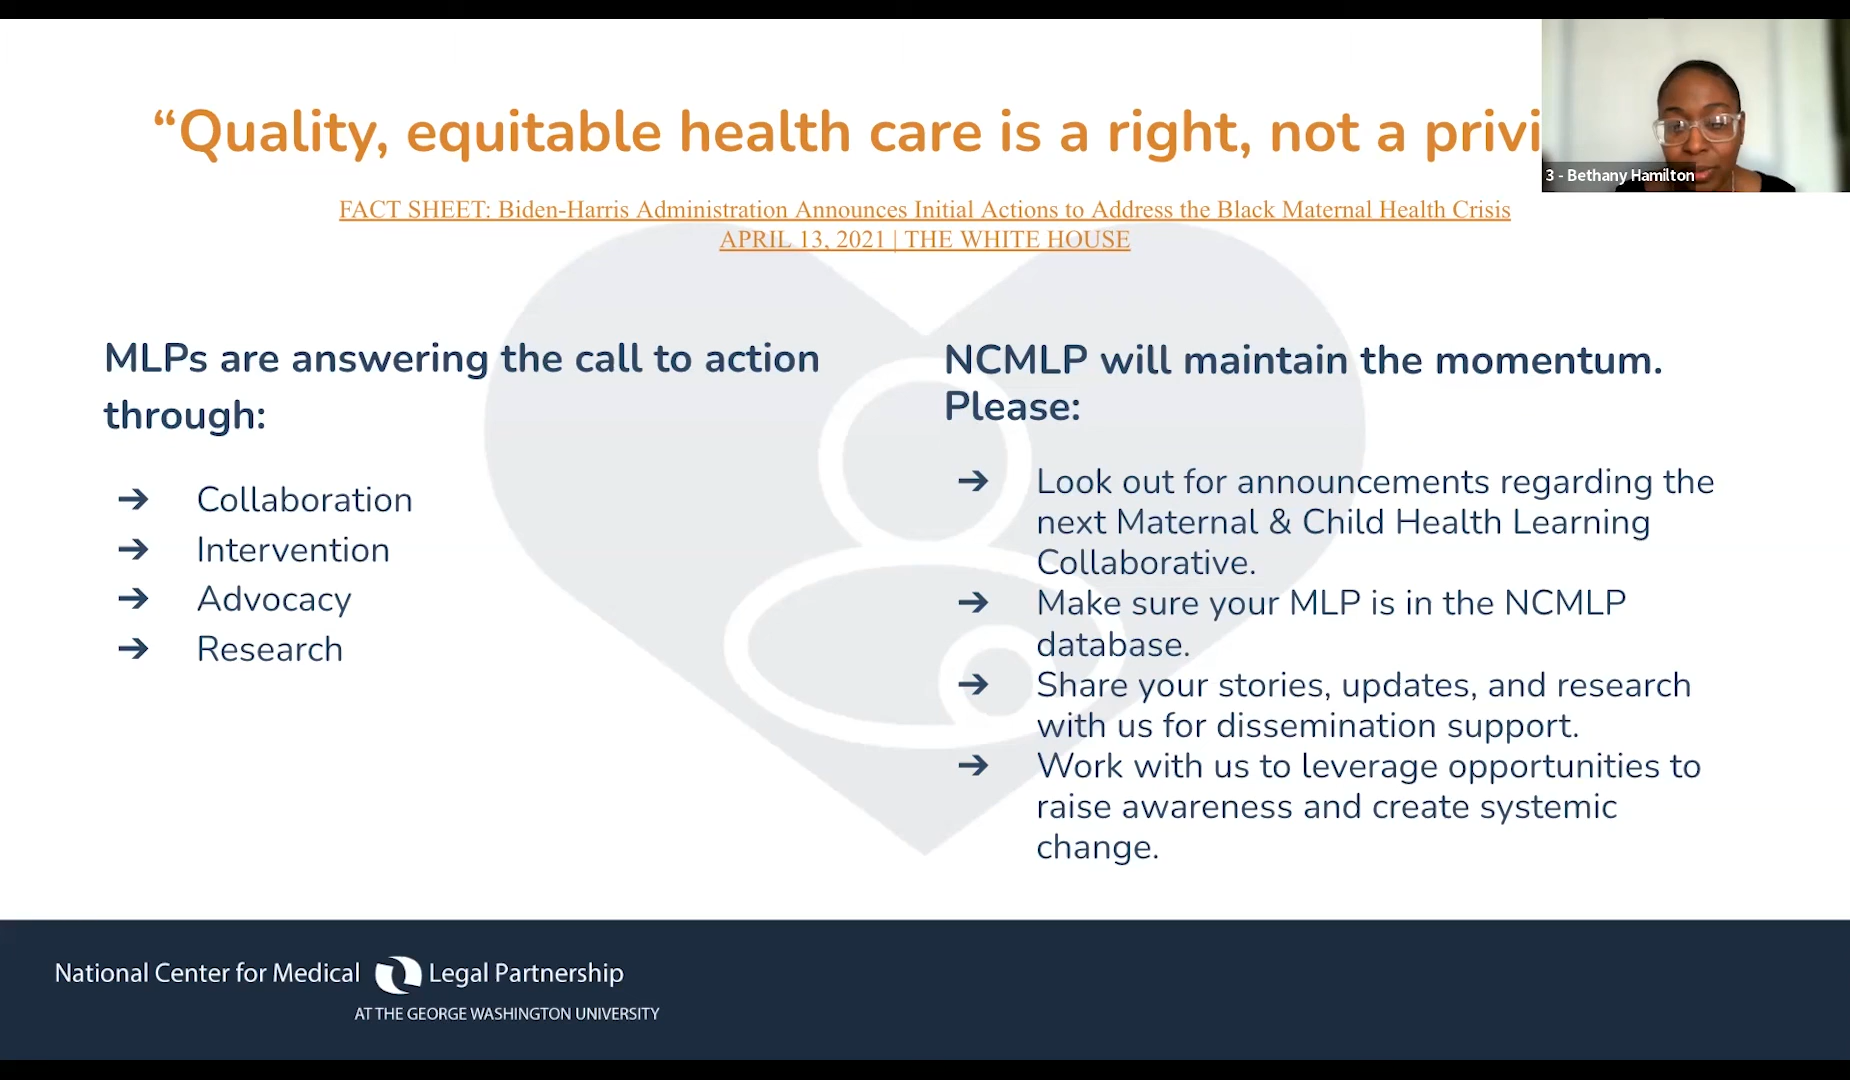 “Quality, equitable health care is a right, not a privi
3 - Bethany Hamilton
FACT SHEET: Biden-Harris Administration Announces Initial Actions to Address the Black Maternal Health Crisis
APRIL 13, 2021 | THE WHITE HOUSE
MLPs are answering the call to action
through:
➔ Collaboration
➔ Intervention
➔ Advocacy
➔ Research
NCMLP will maintain the momentum.
Please:
➔ Look out for announcements regarding the
next Maternal & Child Health Learning
Collaborative.
➔ Make sure your MLP is in the NCMLP
database.
➔ Share your stories, updates, and research
with us for dissemination support.
➔ Work with us to leverage opportunities to
raise awareness and create systemic
change.
National Center for Medical Legal Partnership
AT THE GEORGE WASHINGTON UNIVERSITY